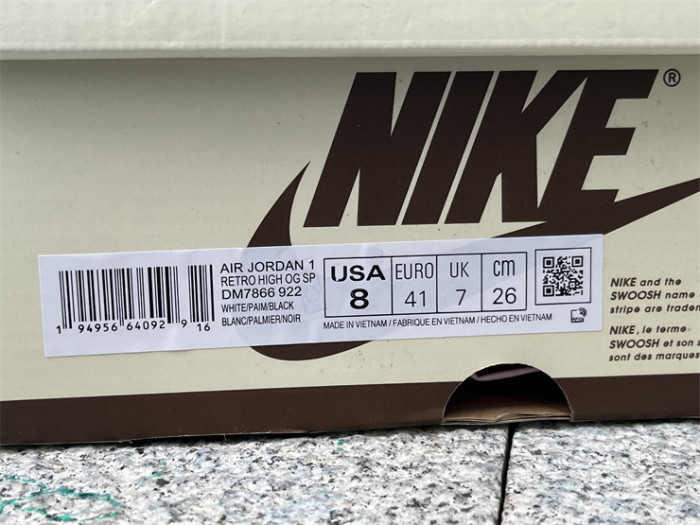 NIKE®
AIR JORDAN 1
RETRO HIGH OG SP
DM7866 922
WHITE/PAIM/BLACK
BLANC/PALMIER/NOIR
1 94956 64092 9 16
USA EURO UK cm
8 41 7 26
MADE IN VIETNAM / FABRIQUE EN VIETNAM / HECHO EN VIETNAM
NIKE and the
SWOOSH name
stripe are tradem
NIKE, le terme
SWOOSH et son s
sont des marques